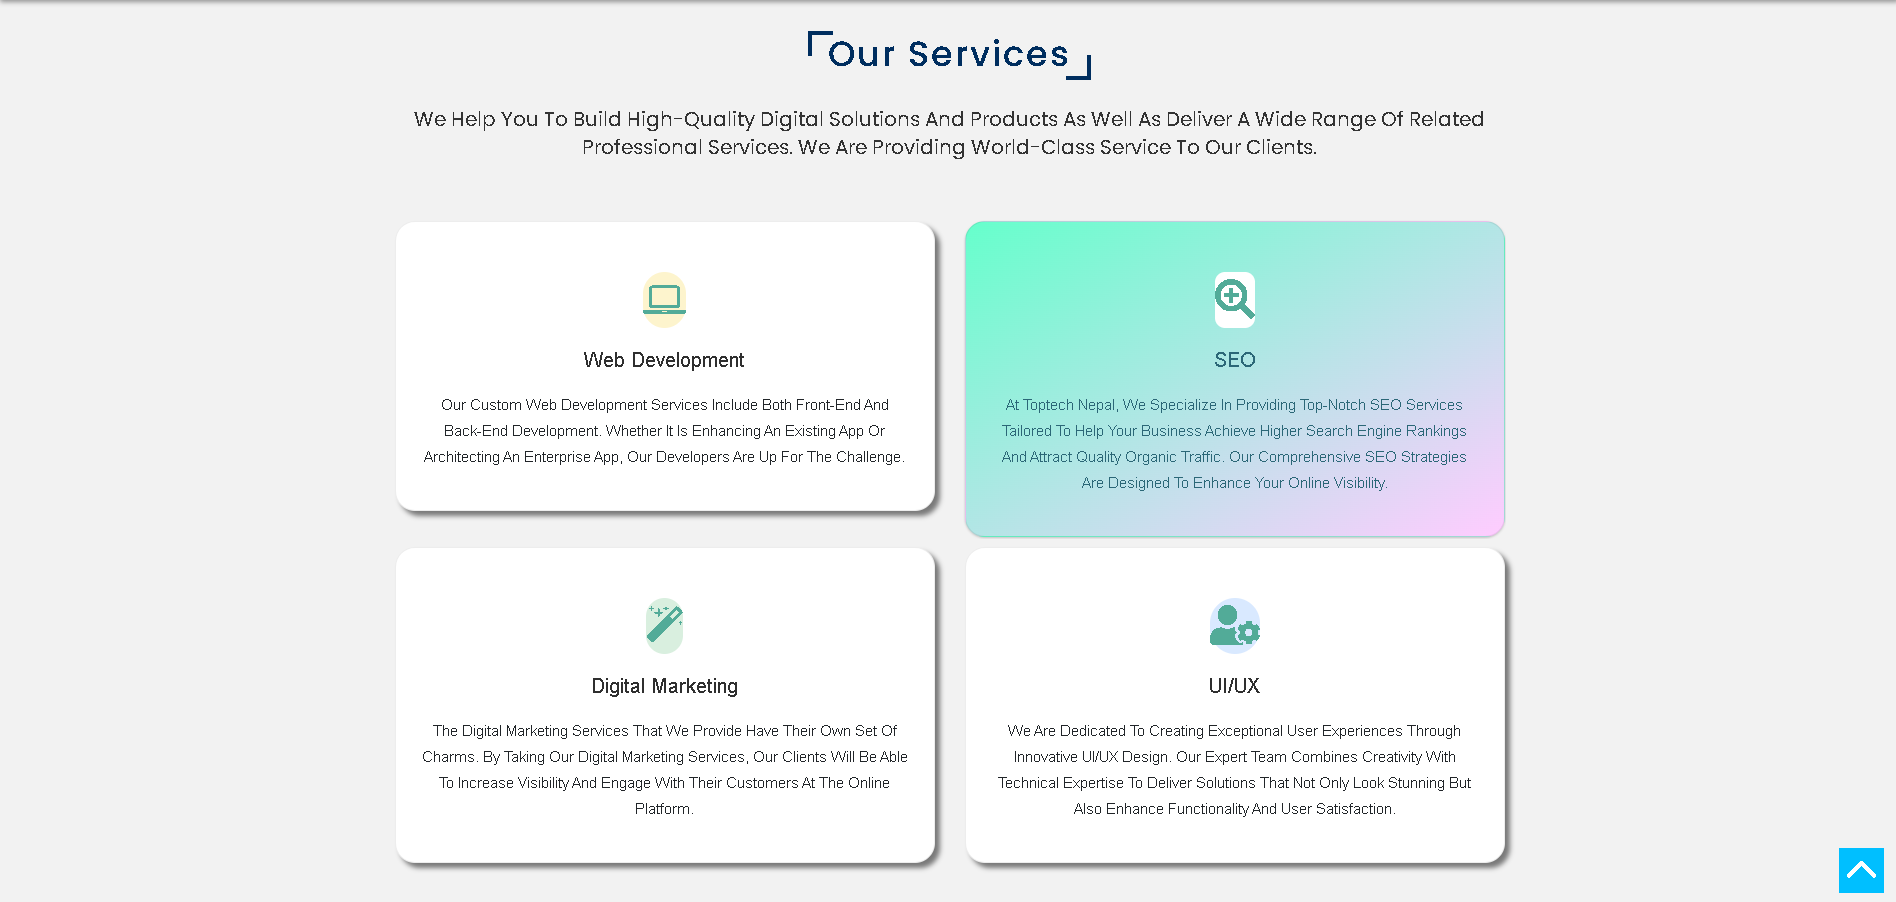 Our Services
We Help You To Build High-Quality Digital Solutions And Products As Well As Deliver A Wide Range Of Related
Professional Services. We Are Providing World-Class Service To Our Clients.
Web Development
Our Custom Web Development Services Include Both Front-End And
Back-End Development. Whether It Is Enhancing An Existing App Or
Architecting An Enterprise App, Our Developers Are Up For The Challenge.
SEO
At Toptech Nepal, We Specialize In Providing Top-Notch SEO Services
Tailored To Help Your Business Achieve Higher Search Engine Rankings
And Attract Quality Organic Traffic. Our Comprehensive SEO Strategies
Are Designed To Enhance Your Online Visibility.
Digital Marketing
The Digital Marketing Services That We Provide Have Their Own Set Of
Charms. By Taking Our Digital Marketing Services, Our Clients Will Be Able
To Increase Visibility And Engage With Their Customers At The Online
Platform.
UI/UX
We Are Dedicated To Creating Exceptional User Experiences Through
Innovative UI/UX Design. Our Expert Team Combines Creativity With
Technical Expertise To Deliver Solutions That Not Only Look Stunning But
Also Enhance Functionality And User Satisfaction.